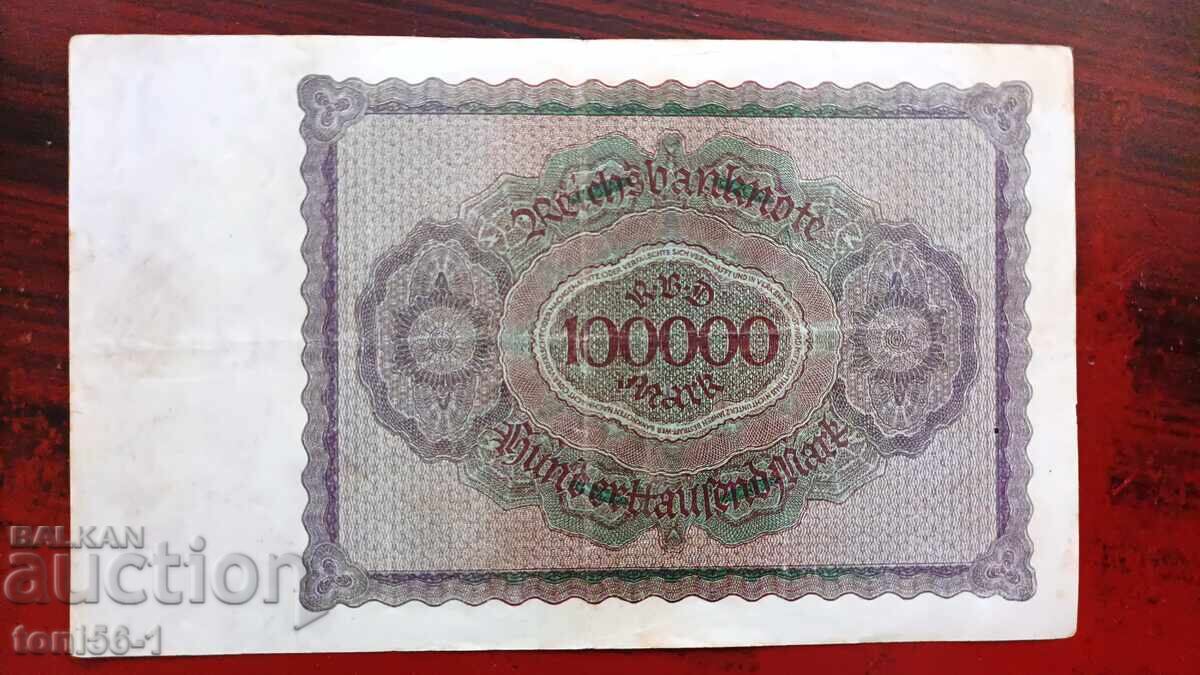 Reichsbanknote
R·B·D
100000
Mark
Hunderttausend Mark
BALKAN
auction
toni56-1